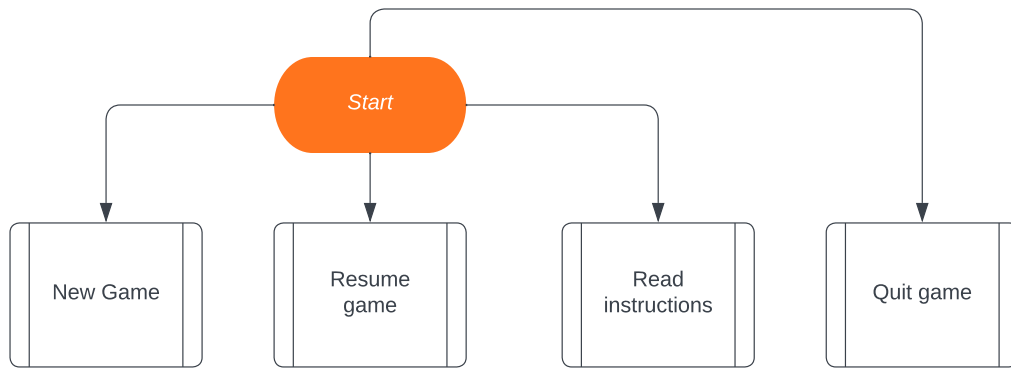 Start
New Game
Resume
game
Read
instructions
Quit game